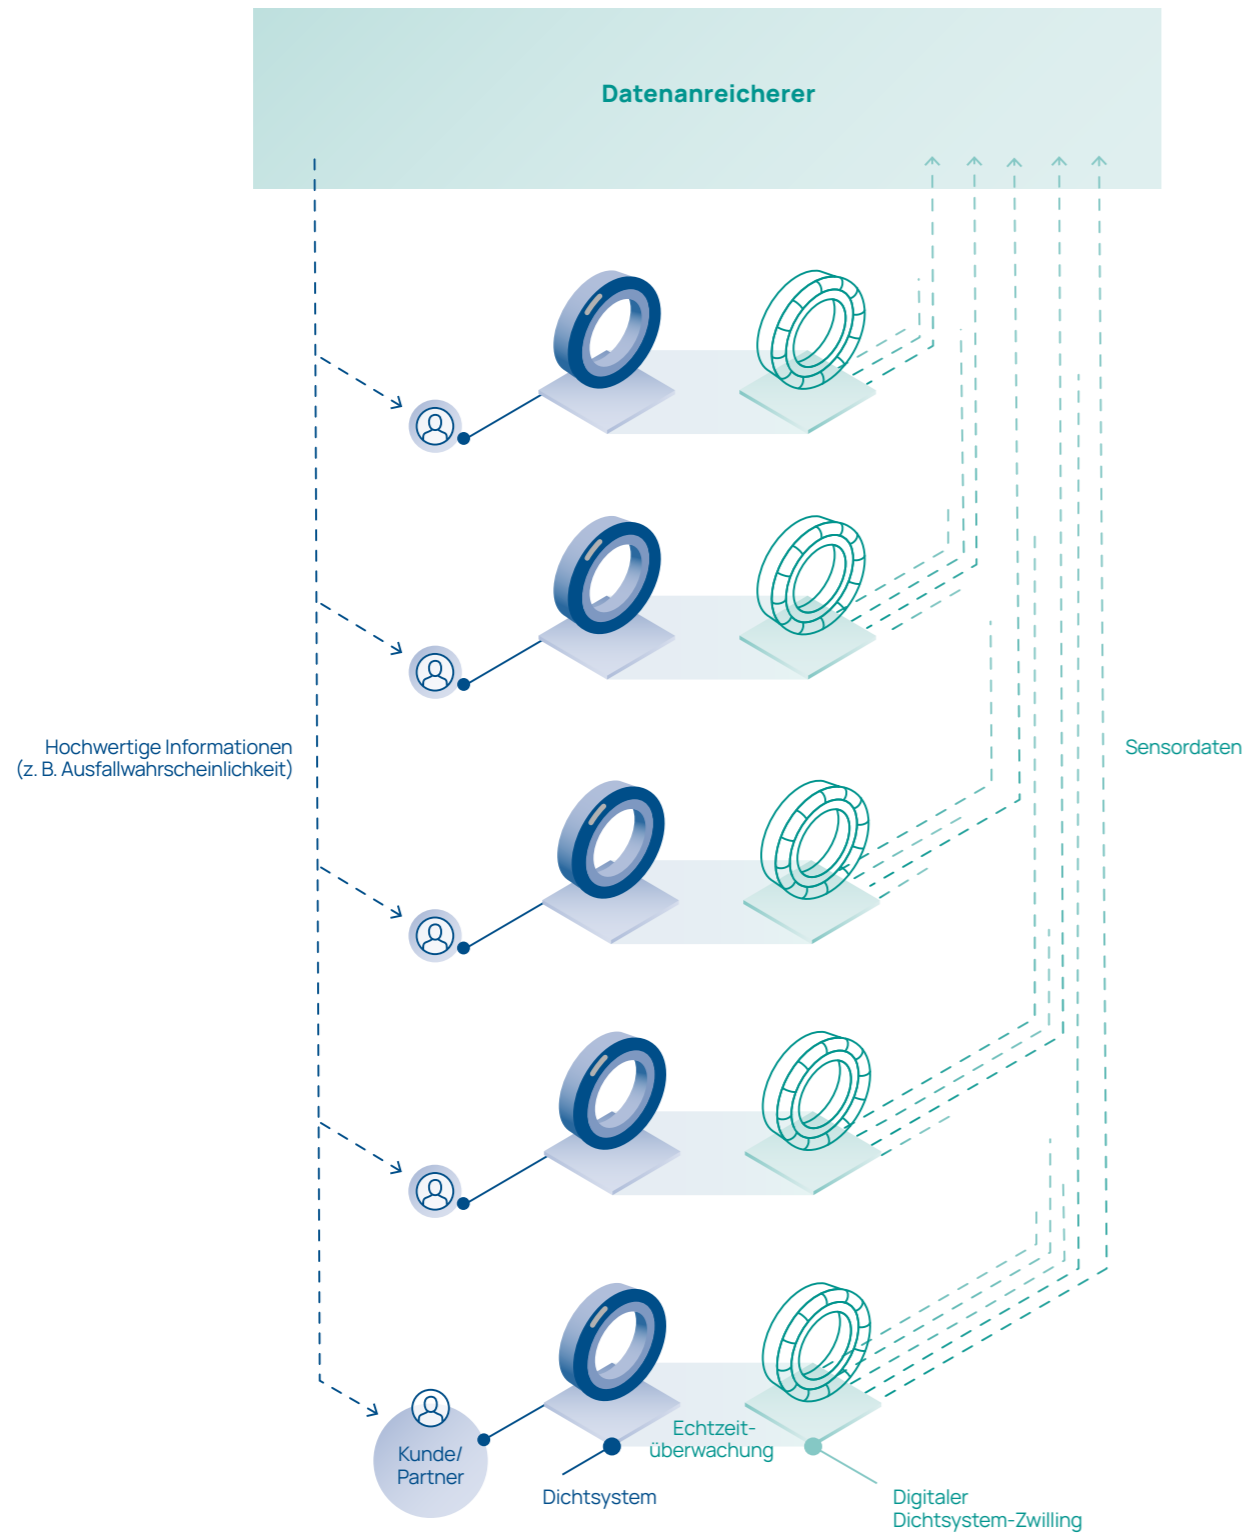 Datenanreicherer
Hochwertige Informationen
(z. B. Ausfallwahrscheinlichkeit)
Sensordaten
Echtzeit-
überwachung
Kunde/
Partner
Dichtsystem
Digitaler
Dichtsystem-Zwilling